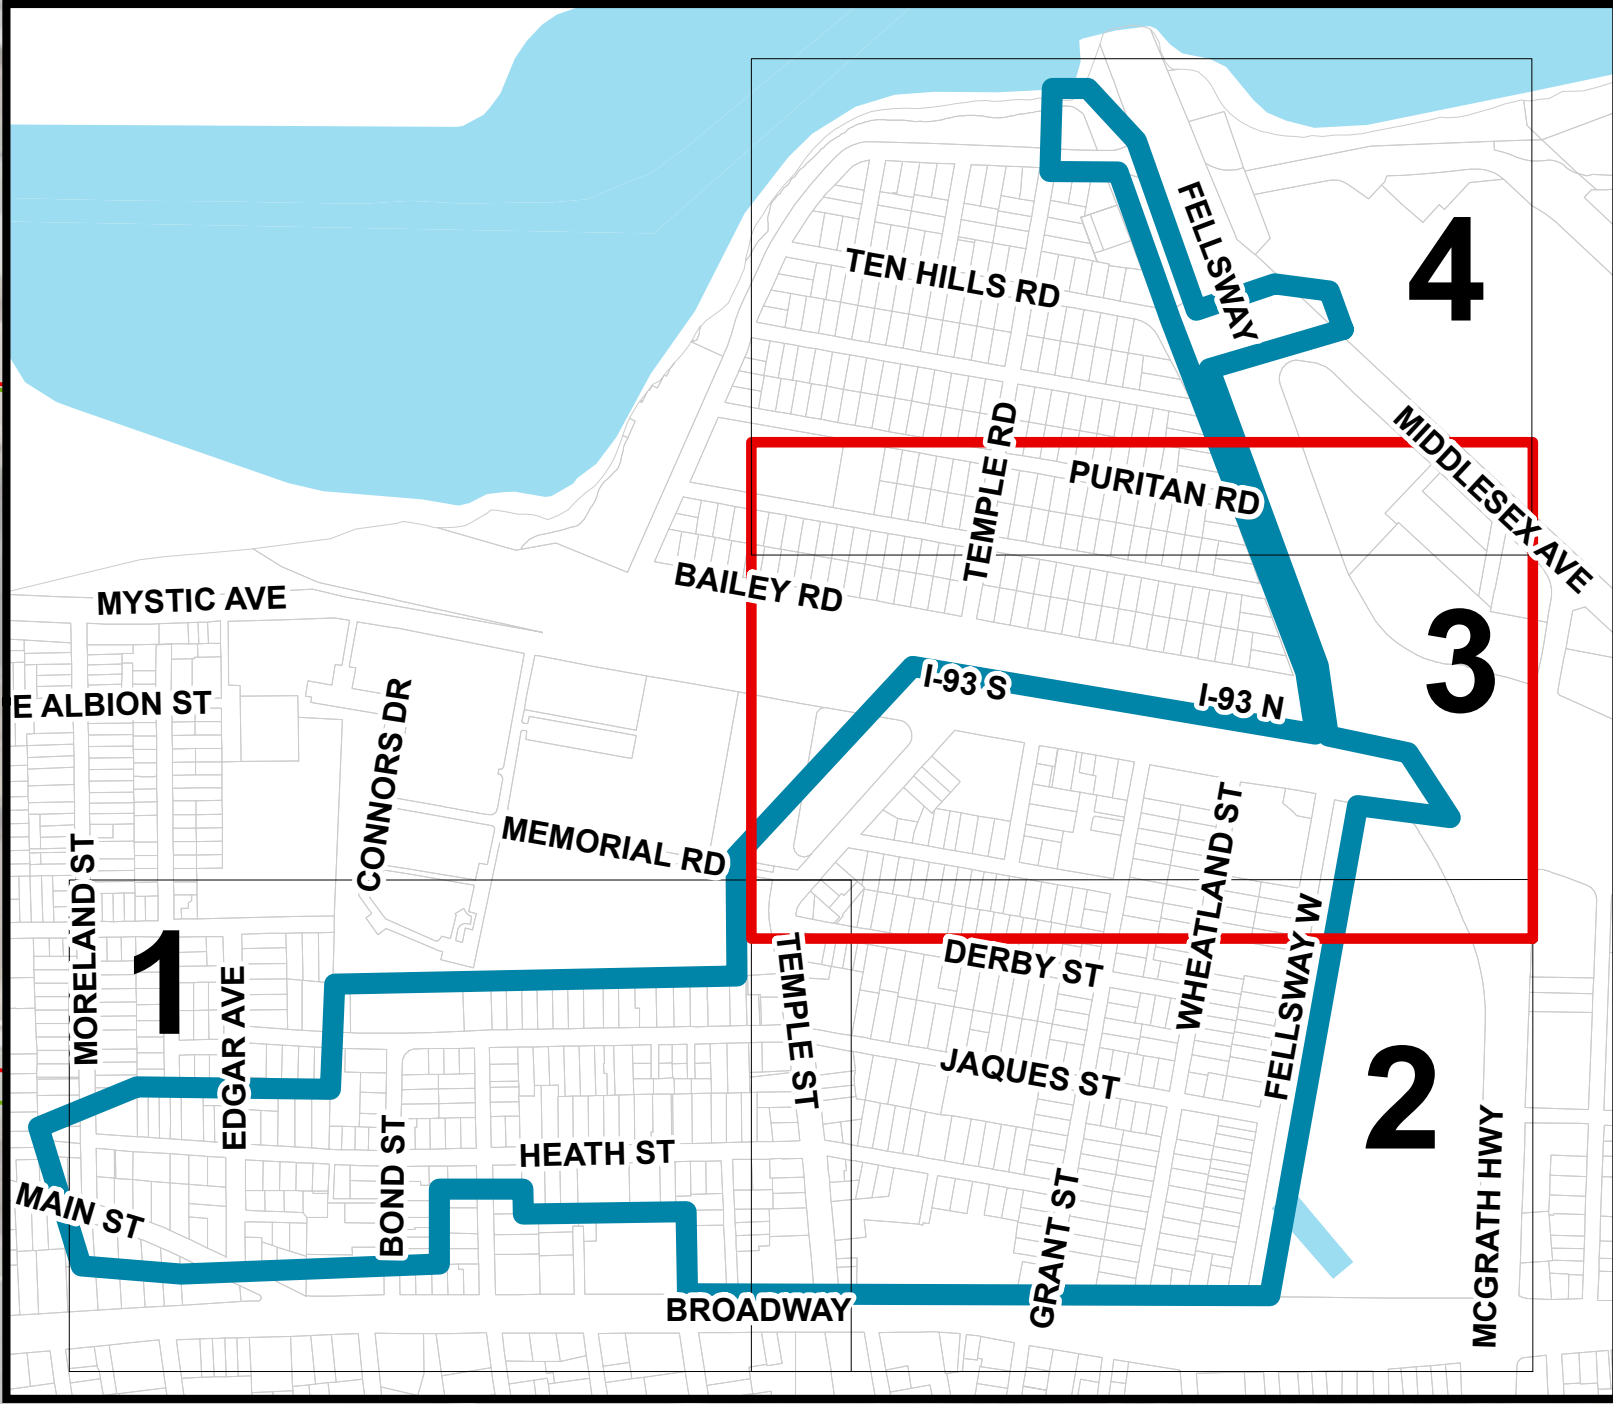 FELLSWAY
4
TEN HILLS RD
MIDDLESEX AVE
TEMPLE RD
PURITAN RD
BAILEY RD
MYSTIC AVE
3
E ALBION ST
CONNORS DR
I-93 S
I-93 N
MEMORIAL RD
WHEATLAND ST
MORELAND ST
1
EDGAR AVE
TEMPLE ST
DERBY ST
FELLSWAY W
JAQUES ST
2
BOND ST
HEATH ST
MAIN ST
GRANT ST
MCGRATH HWY
BROADWAY